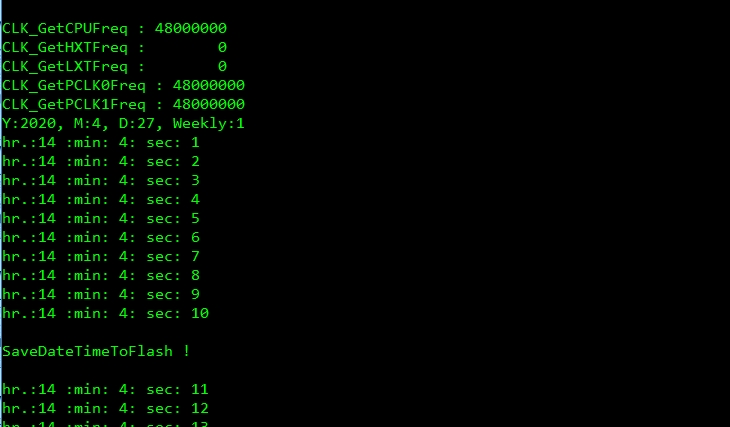 CLK_GetCPUFreq : 48000000
CLK_GetHXTFreq :        0
CLK_GetLXTFreq :        0
CLK_GetPCLK0Freq : 48000000
CLK_GetPCLK1Freq : 48000000
Y:2020, M:4, D:27, Weekly:1
hr.:14 :min: 4: sec: 1
hr.:14 :min: 4: sec: 2
hr.:14 :min: 4: sec: 3
hr.:14 :min: 4: sec: 4
hr.:14 :min: 4: sec: 5
hr.:14 :min: 4: sec: 6
hr.:14 :min: 4: sec: 7
hr.:14 :min: 4: sec: 8
hr.:14 :min: 4: sec: 9
hr.:14 :min: 4: sec: 10
SaveDateTimeToFlash !
hr.:14 :min: 4: sec: 11
hr.:14 :min: 4: sec: 12
hr.:14 :min: 4: sec: 13